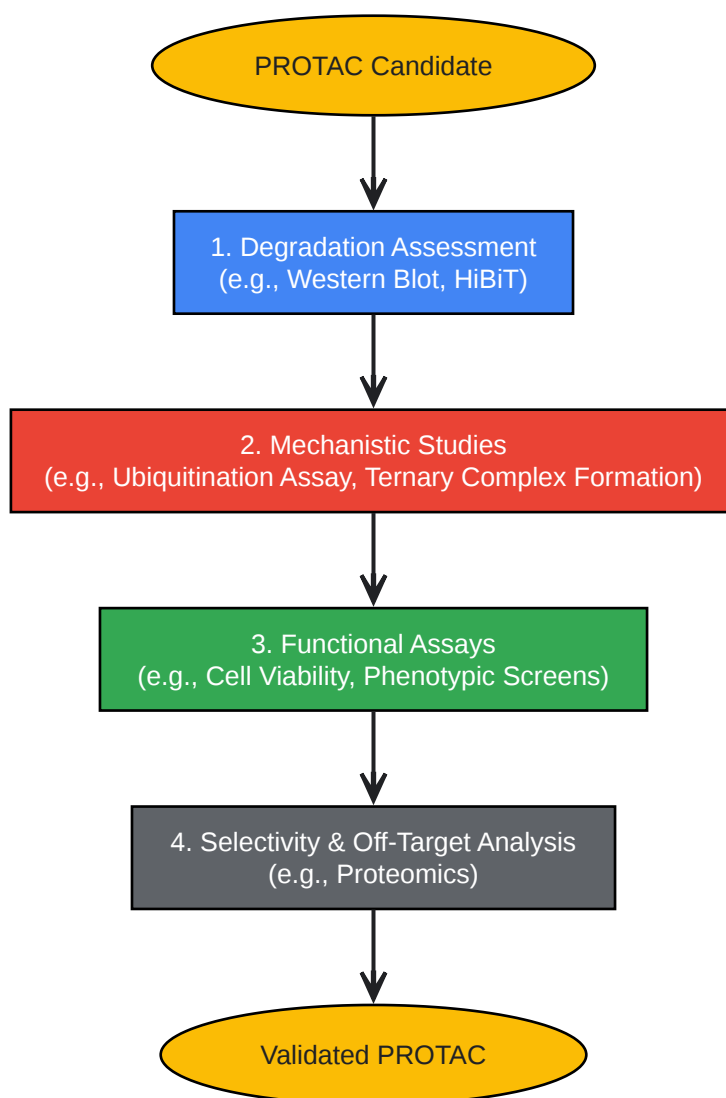 PROTAC Candidate
1. Degradation Assessment
(e.g., Western Blot, HiBiT)
2. Mechanistic Studies
(e.g., Ubiquitination Assay, Ternary Complex Formation)
3. Functional Assays
(e.g., Cell Viability, Phenotypic Screens)
4. Selectivity & Off-Target Analysis
(e.g., Proteomics)
Validated PROTAC